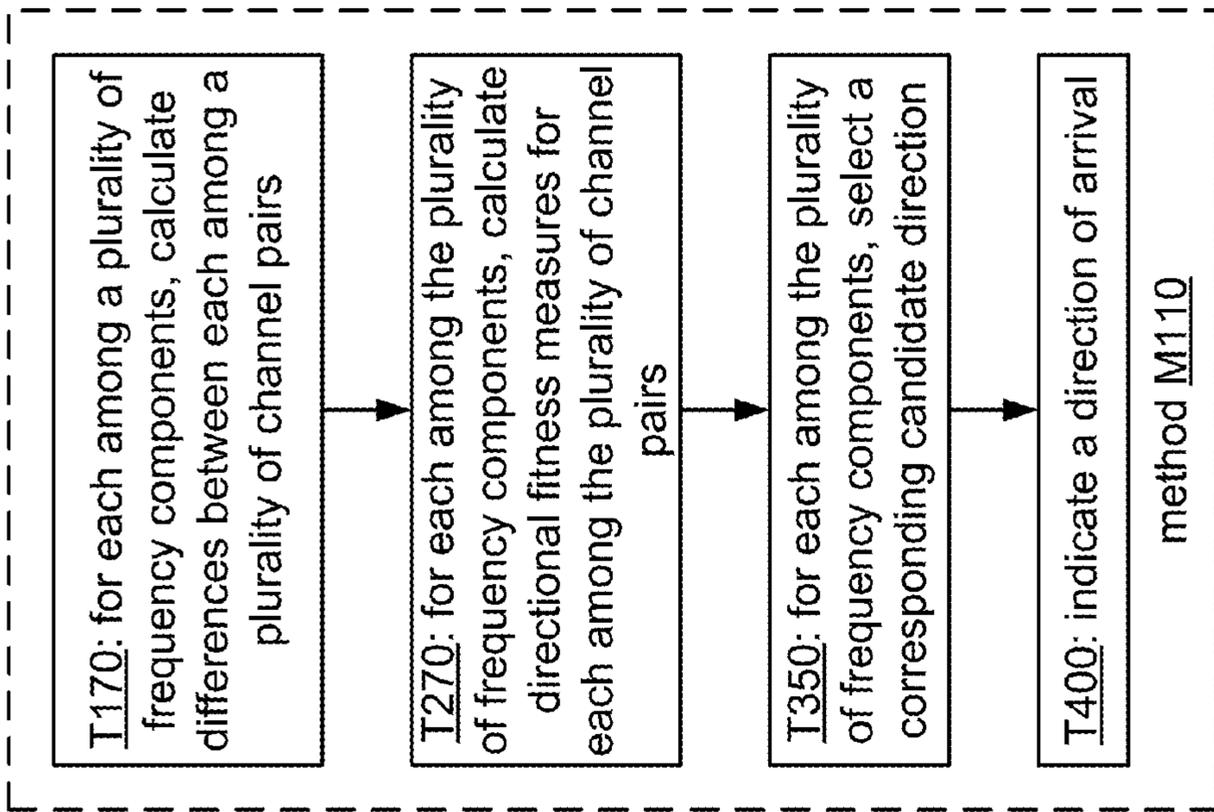 T170: for each among a plurality of
frequency components, calculate
differences between each among a
plurality of channel pairs
T270: for each among the plurality
of frequency components, calculate
directional fitness measures for
each among the plurality of channel
pairs
T350: for each among the plurality
of frequency components, select a
corresponding candidate direction
T400: indicate a direction of arrival
method M110